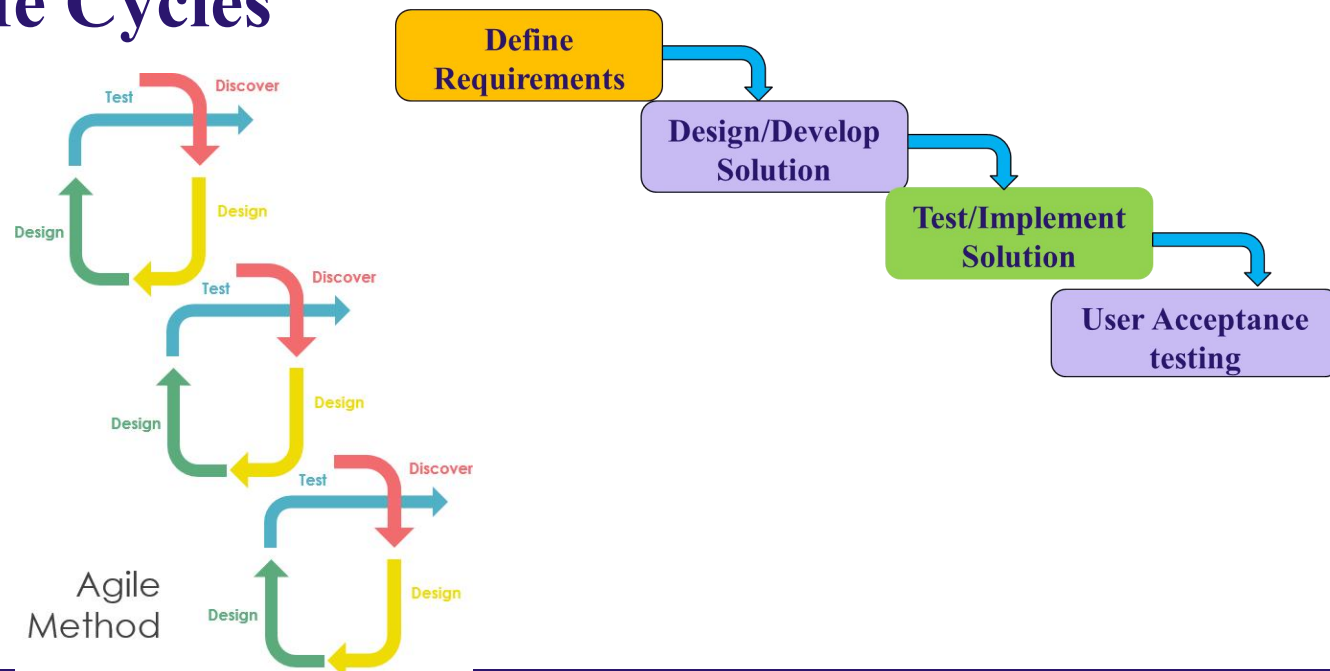 le Cycles
Define
Requirements
Design/Develop
Solution
Test/Implement
Solution
User Acceptance
testing
Test
Discover
Design
Design
Test
Discover
Design
Design
Test
Discover
Design
Design
Agile
Method